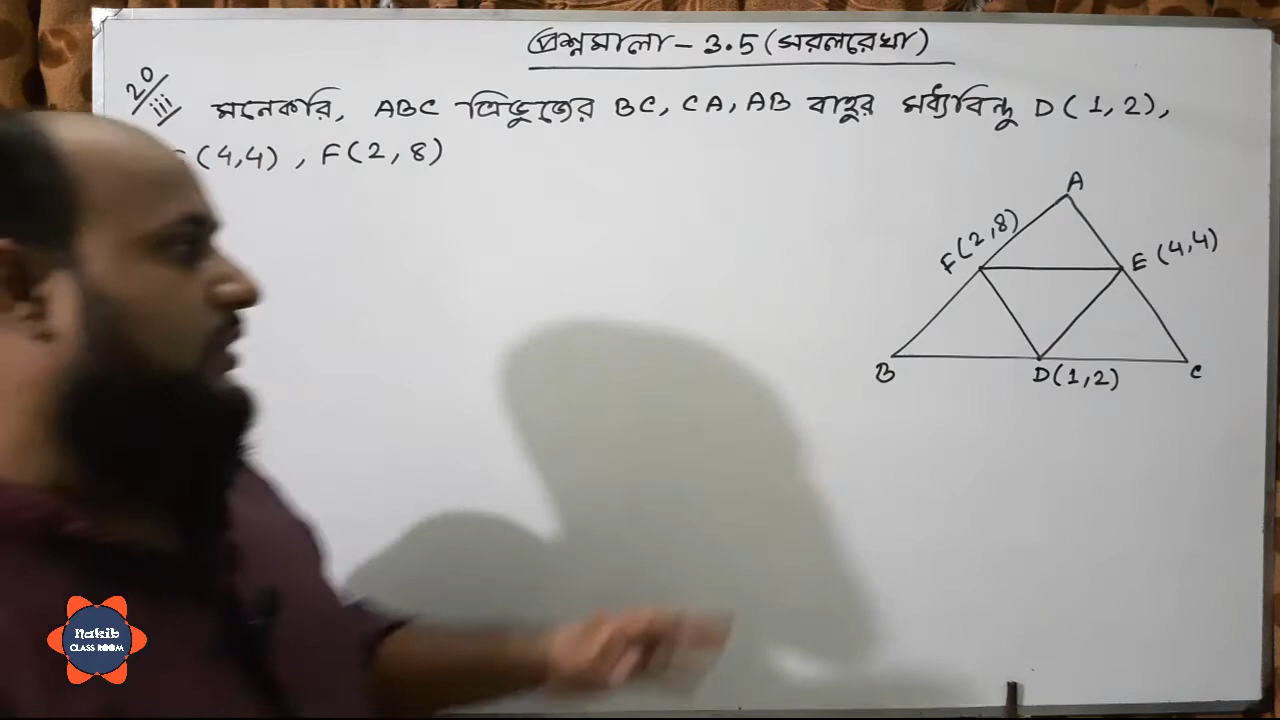 প্রশ্নমালা - 3.5 (সরলরেখা)
20/iii মনেকরি, ABC ত্রিভুজের BC, CA, AB বাহুর মধ্যবিন্দু D(1,2),
(4,4), F(2,8)
A
F(2,8)
E (4,4)
B
D(1,2)
C
Nakib
CLASS ROOM